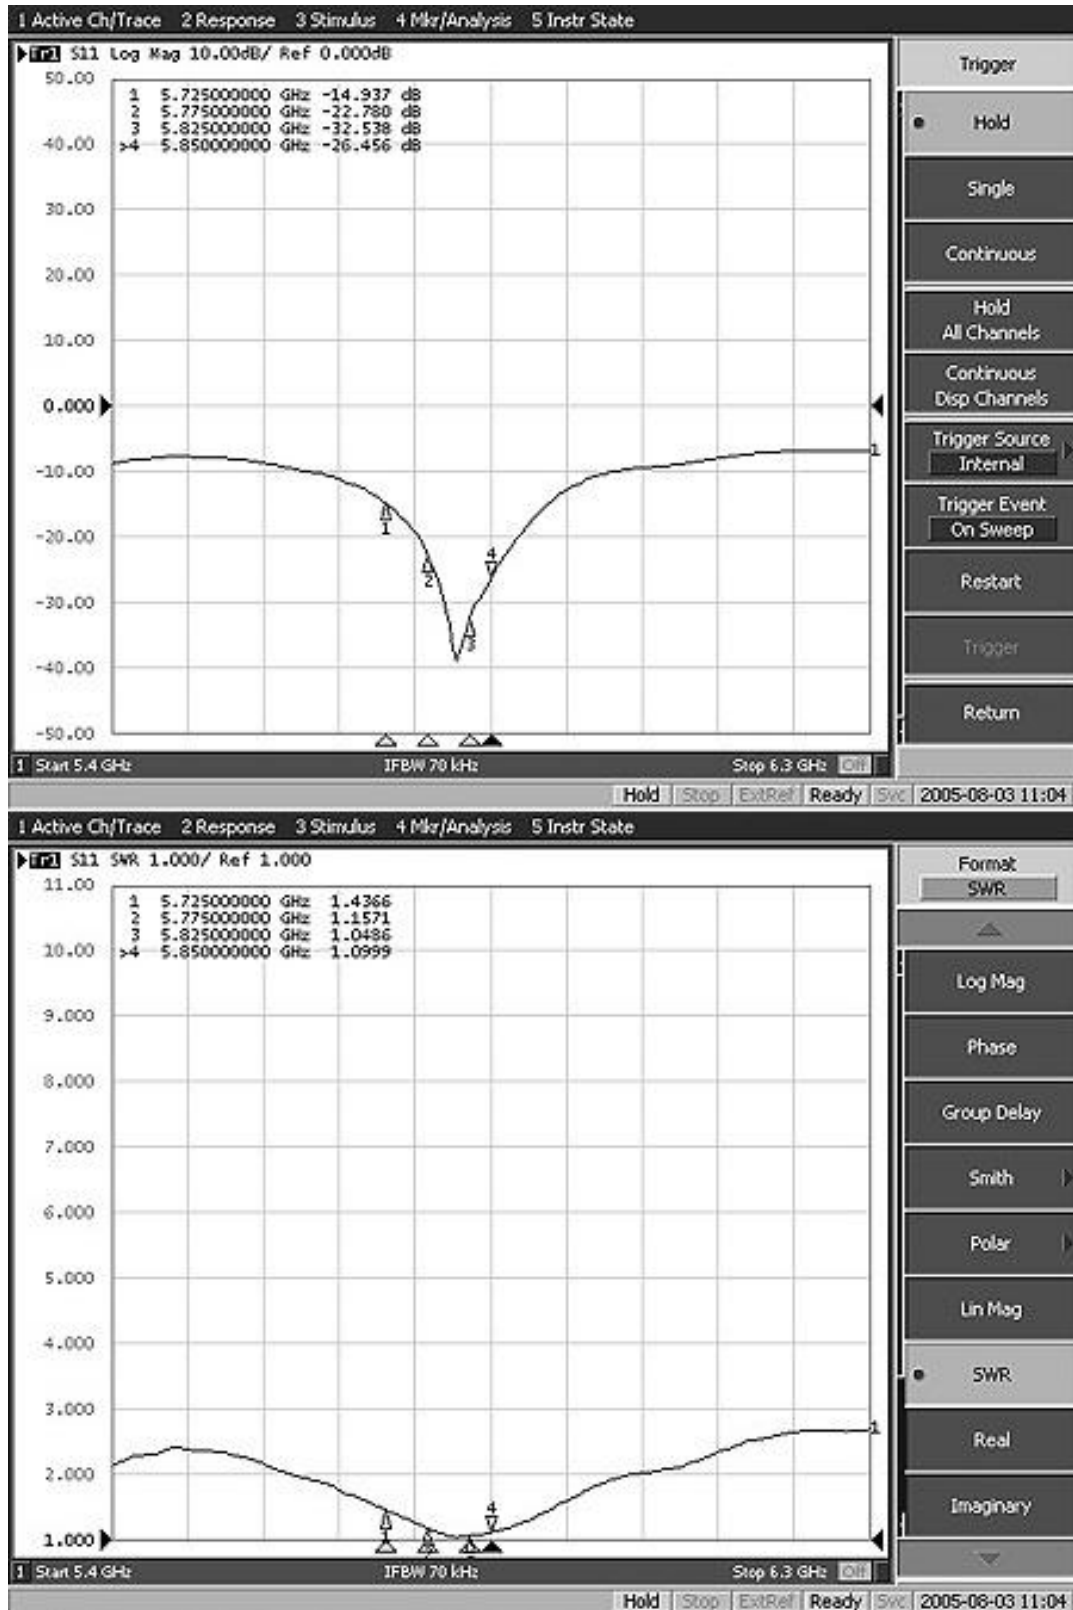 1 Active Ch/Trace 2 Response 3 Stimulus 4 Mkr/Analysis 5 Instr State
Tr1 S11 Log Mag 10.00dB/ Ref 0.000dB
50.00
1 5.725000000 GHz -14.937 dB
2 5.775000000 GHz -22.780 dB
3 5.825000000 GHz -32.538 dB
>4 5.850000000 GHz -26.456 dB
40.00
30.00
20.00
10.00
0.000
-10.00
-20.00
-30.00
-40.00
-50.00
1
1
2
3
4
1 Start 5.4 GHz IFBW 70 kHz Stop 6.3 GHz Off
Trigger
Hold
Single
Continuous
Hold
All Channels
Continuous
Disp Channels
Trigger Source
Internal
Trigger Event
On Sweep
Restart
Trigger
Return
Hold Stop ExtRef Ready Svc 2005-08-03 11:04
1 Active Ch/Trace 2 Response 3 Stimulus 4 Mkr/Analysis 5 Instr State
Tr1 S11 SWR 1.000/ Ref 1.000
11.00
1 5.725000000 GHz 1.4366
2 5.775000000 GHz 1.1571
3 5.825000000 GHz 1.0486
>4 5.850000000 GHz 1.0999
10.00
9.000
8.000
7.000
6.000
5.000
4.000
3.000
2.000
1.000
1
1
4
1 Start 5.4 GHz IFBW 70 kHz Stop 6.3 GHz Off
Format
SWR
Log Mag
Phase
Group Delay
Smith
Polar
Lin Mag
SWR
Real
Imaginary
Hold Stop ExtRef Ready Svc 2005-08-03 11:04